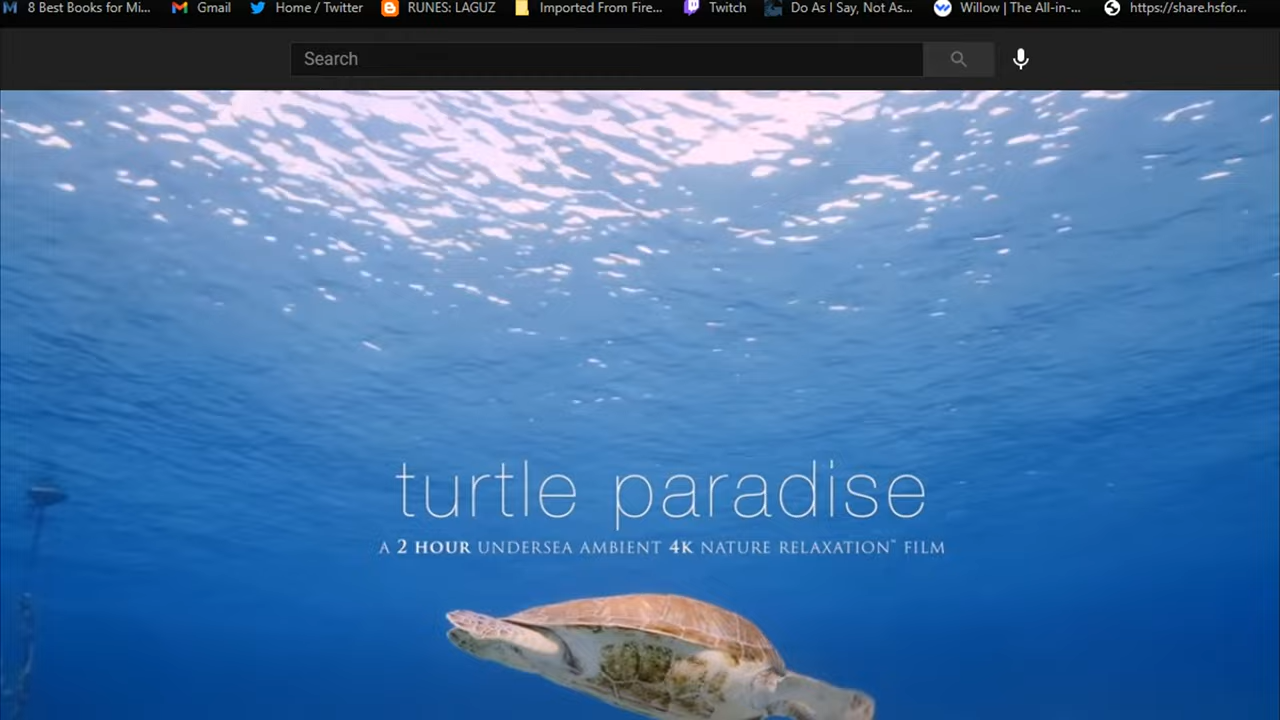 8 Best Books for Mi... Gmail Home / Twitter RUNES: LAGUZ Imported From Fire... Twitch Do As I Say, Not As... Willow | The All-in-... https://share.hsfor...
Search
turtle paradise
A 2 HOUR UNDERSEA AMBIENT 4K NATURE RELAXATION™ FILM